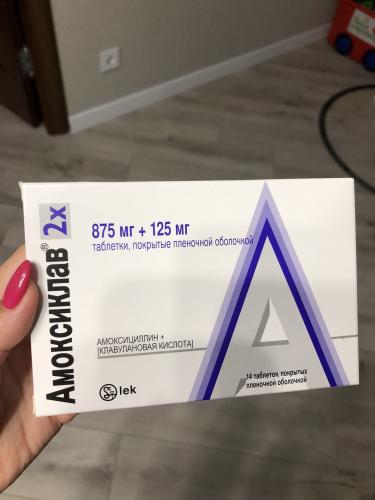 Амоксиклав® 2х
875 мг + 125 мг
таблетки, покрытые пленочной оболочкой
АМОКСИЦИЛЛИН +
[КЛАВУЛАНОВАЯ КИСЛОТА]
lek
14 таблеток, покрытых
пленочной оболочкой